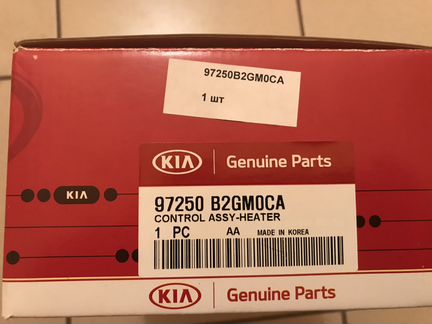 97250B2GM0CA
1 шт
KIA Genuine Parts
KIA
97250 B2GM0CA
CONTROL ASSY-HEATER
1 PC AA MADE IN KOREA
KIA Genuine Parts